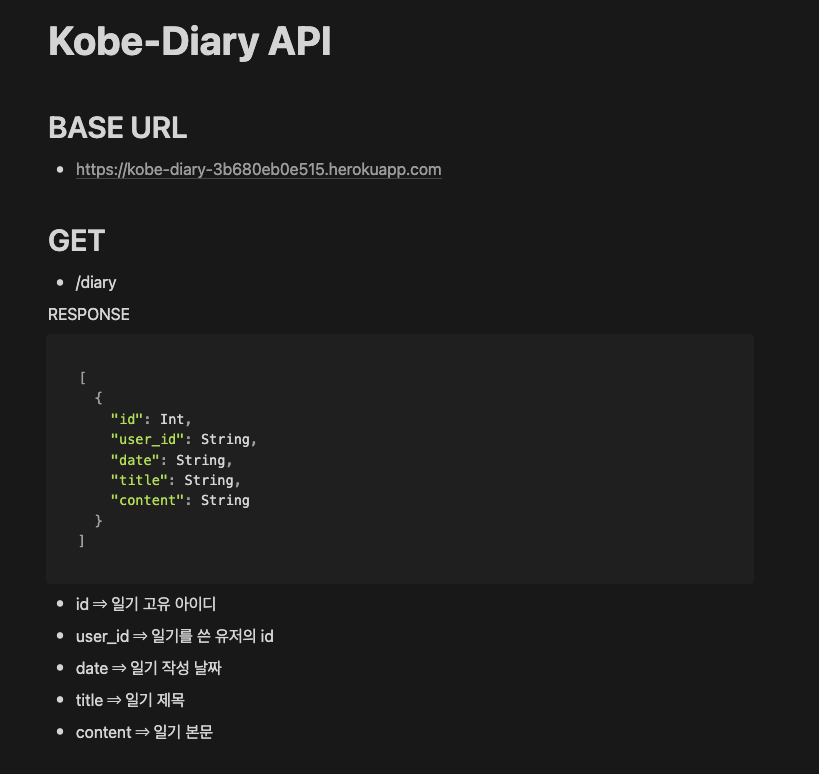 Kobe-Diary API
BASE URL
• https://kobe-diary-3b680eb0e515.herokuapp.com
GET
• /diary
RESPONSE
[
  {
    "id": Int,
    "user_id": String,
    "date": String,
    "title": String,
    "content": String
  }
]
• id ⇒ 일기 고유 아이디
• user_id ⇒ 일기를 쓴 유저의 id
• date ⇒ 일기 작성 날짜
• title ⇒ 일기 제목
• content ⇒ 일기 본문